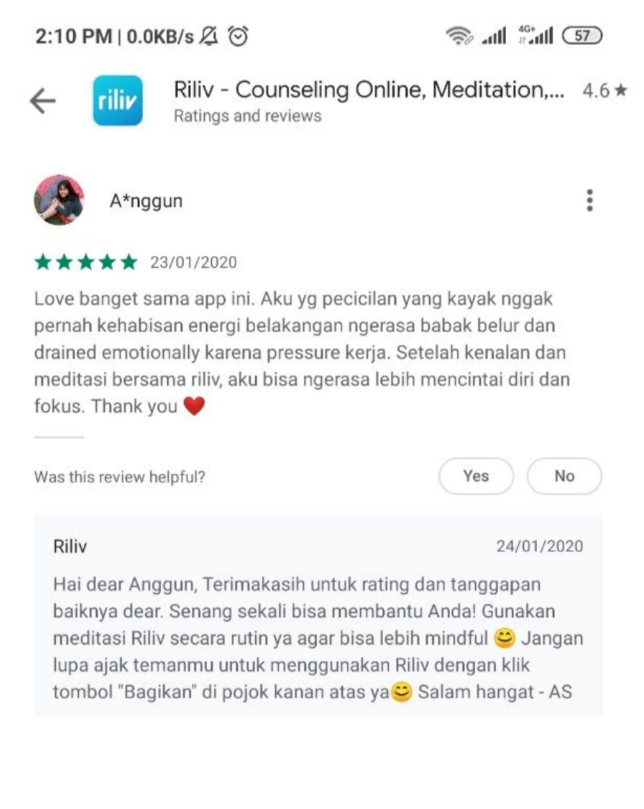 2:10 PM | 0.0KB/s
4G+
57
riliv
Riliv - Counseling Online, Meditation,... 4.6★
Ratings and reviews
A*nggun
★★★★★ 23/01/2020
Love banget sama app ini. Aku yg pecicilan yang kayak nggak
pernah kehabisan energi belakangan ngerasa babak belur dan
drained emotionally karena pressure kerja. Setelah kenalan dan
meditasi bersama riliv, aku bisa ngerasa lebih mencintai diri dan
fokus. Thank you ❤️
Was this review helpful? Yes No
Riliv 24/01/2020
Hai dear Anggun, Terimakasih untuk rating dan tanggapan
baiknya dear. Senang sekali bisa membantu Anda! Gunakan
meditasi Riliv secara rutin ya agar bisa lebih mindful 😊 Jangan
lupa ajak temanmu untuk menggunakan Riliv dengan klik
tombol "Bagikan" di pojok kanan atas ya😊 Salam hangat - AS